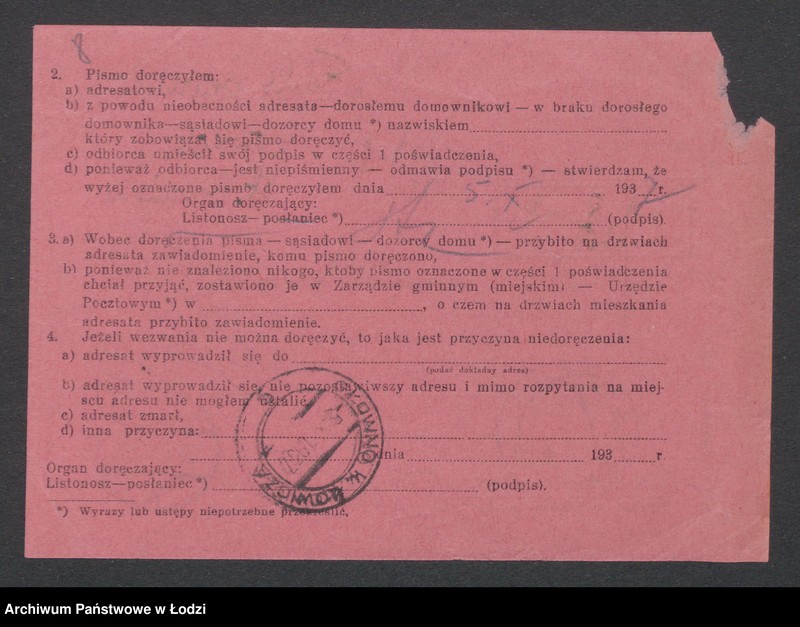 8
2. Pismo doręczyłem:
a) adresatowi,
b) z powodu nieobecności adresata—dorosłemu domownikowi — w braku dorosłego
domownika—sąsiadowi—dozorcy domu *) nazwiskiem
który zobowiązał się pismo doręczyć,
c) odbiorca umieścił swój podpis w części 1 poświadczenia,
d) ponieważ odbiorca—jest niepiśmienny — odmawia podpisu *) — stwierdzam, że
wyżej oznaczone pismo doręczyłem dnia 5. X 1937 r.
Organ doręczający:
Listonosz—posłaniec *) (podpis).
3. a) Wobec doręczenia pisma — sąsiadowi — dozorcy domu *) — przybito na drzwiach
adresata zawiadomienie, komu pismo doręczono,
b) ponieważ nie znaleziono nikogo, ktoby pismo oznaczone w części 1 poświadczenia
chciał przyjąć, zostawiono je w Zarządzie gminnym (miejskim) — Urzędzie
Pocztowym *) w , o czem na drzwiach mieszkania
adresata przybito zawiadomienie.
4. Jeżeli wezwania nie można doręczyć, to jaka jest przyczyna niedoręczenia:
a) adresat wyprowadził się do
(podać dokładny adres)
b) adresat wyprowadził się, nie pozostawiwszy adresu i mimo rozpytania na miej-
scu adresu nie mogłem ustalić,
c) adresat zmarł,
d) inna przyczyna:
dnia 193 r.
Organ doręczający:
Listonosz—posłaniec *) (podpis).
*) Wyrazy lub ustępy niepotrzebne przekreślić.
ŁOWICZA
Archiwum Państwowe w Łodzi